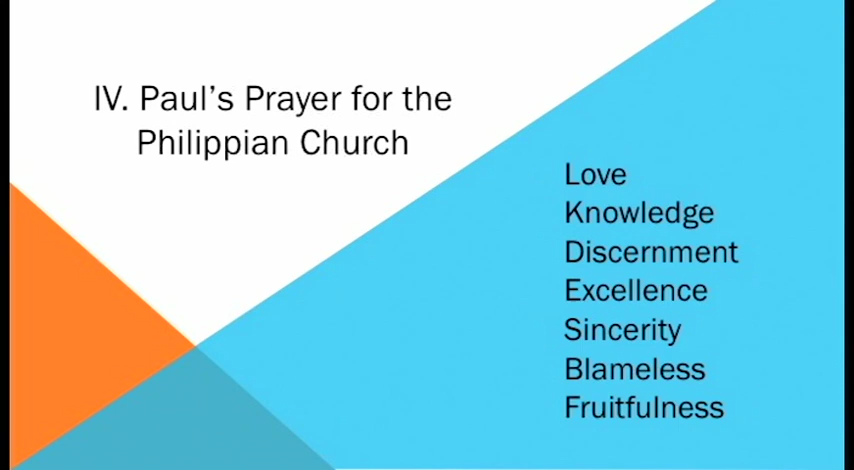 IV. Paul's Prayer for the
Philippian Church
Love
Knowledge
Discernment
Excellence
Sincerity
Blameless
Fruitfulness